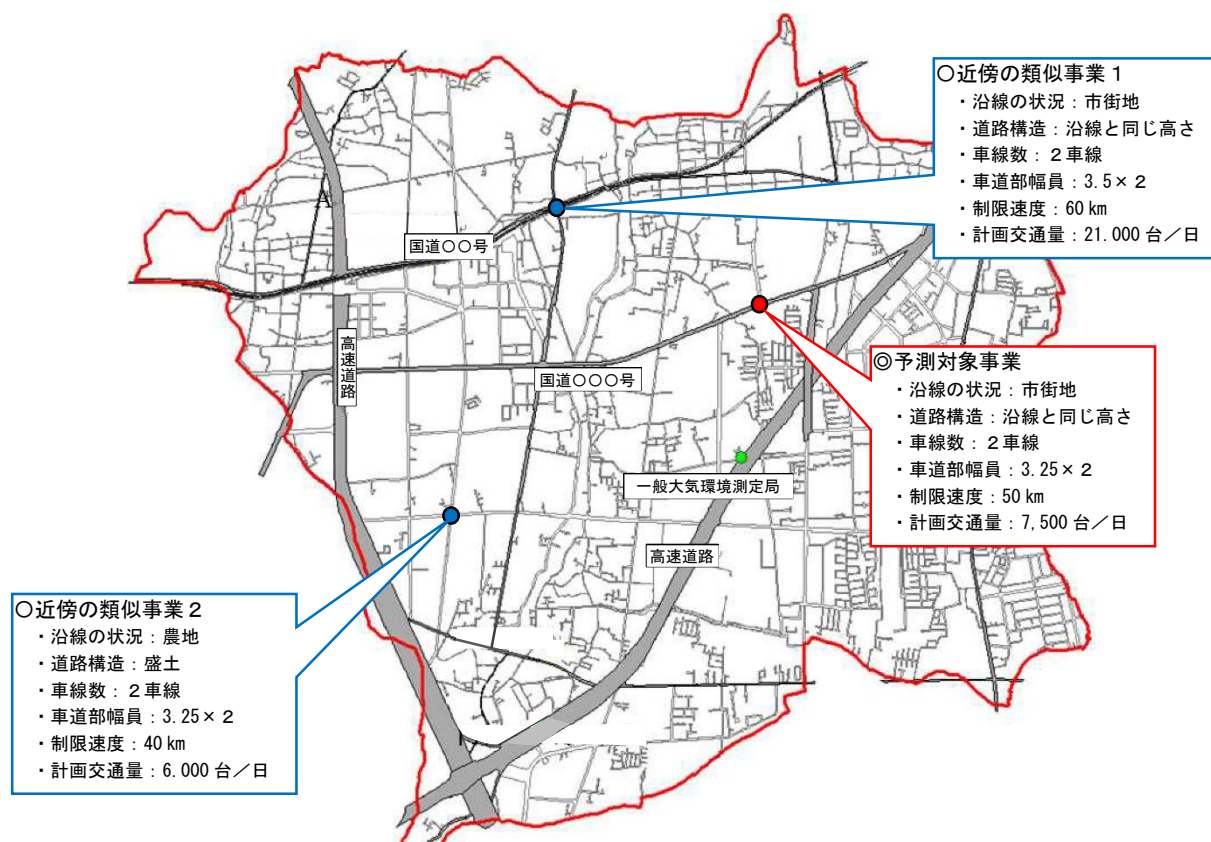 ○近傍の類似事業１
・沿線の状況：市街地
・道路構造：沿線と同じ高さ
・車線数：２車線
・車道部幅員：3.5×２
・制限速度：60 km
・計画交通量：21.000 台／日
A
国道○○号
高速道路
国道○○○号
◎予測対象事業
・沿線の状況：市街地
・道路構造：沿線と同じ高さ
・車線数：２車線
・車道部幅員：3.25×２
・制限速度：50 km
・計画交通量：7,500 台／日
一般大気環境測定局
高速道路
○近傍の類似事業２
・沿線の状況：農地
・道路構造：盛土
・車線数：２車線
・車道部幅員：3.25×２
・制限速度：40 km
・計画交通量：6.000 台／日